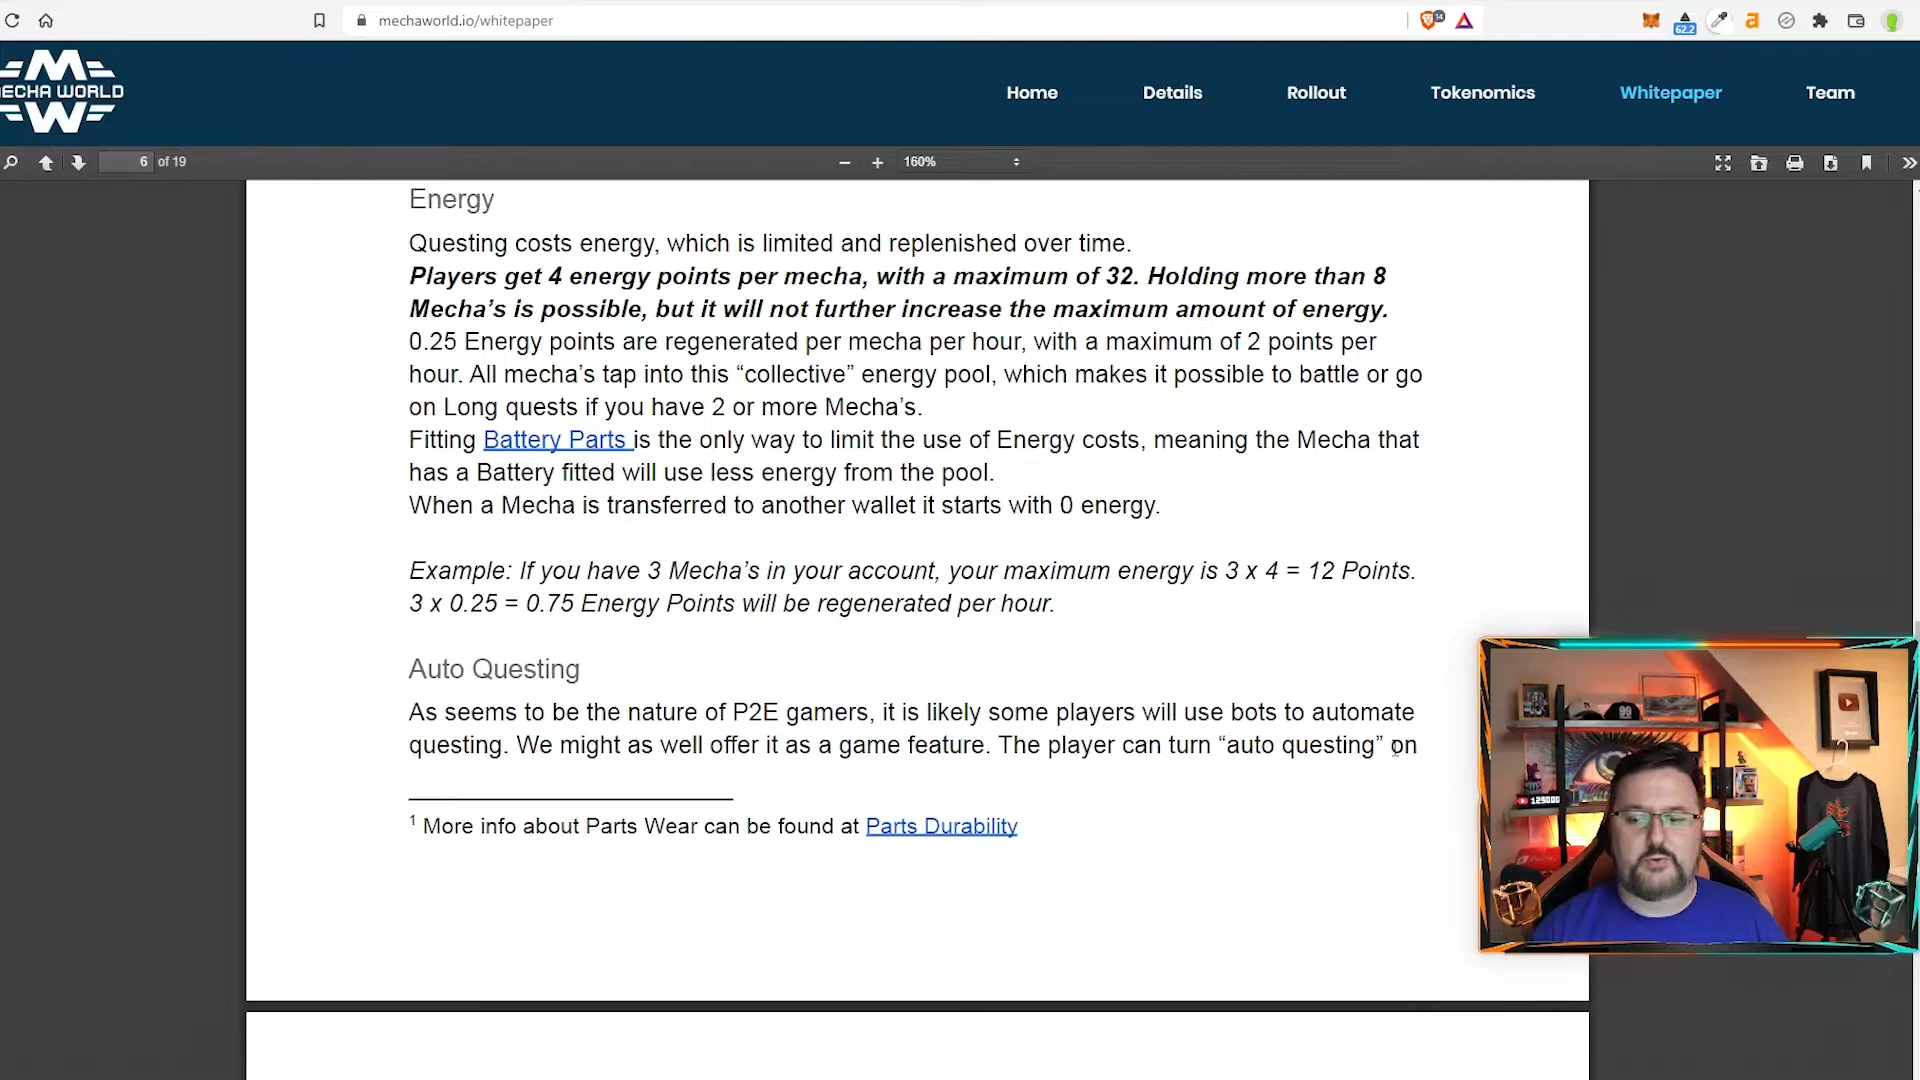 mechaworld.io/whitepaper
14
62.2
MECHA WORLD
Home
Details
Rollout
Tokenomics
Whitepaper
Team
6 of 19
160%
Energy
Questing costs energy, which is limited and replenished over time.
Players get 4 energy points per mecha, with a maximum of 32. Holding more than 8
Mecha’s is possible, but it will not further increase the maximum amount of energy.
0.25 Energy points are regenerated per mecha per hour, with a maximum of 2 points per
hour. All mecha’s tap into this “collective” energy pool, which makes it possible to battle or go
on Long quests if you have 2 or more Mecha’s.
Fitting Battery Parts is the only way to limit the use of Energy costs, meaning the Mecha that
has a Battery fitted will use less energy from the pool.
When a Mecha is transferred to another wallet it starts with 0 energy.
Example: If you have 3 Mecha’s in your account, your maximum energy is 3 x 4 = 12 Points.
3 x 0.25 = 0.75 Energy Points will be regenerated per hour.
Auto Questing
As seems to be the nature of P2E gamers, it is likely some players will use bots to automate
questing. We might as well offer it as a game feature. The player can turn “auto questing” on
1 More info about Parts Wear can be found at Parts Durability